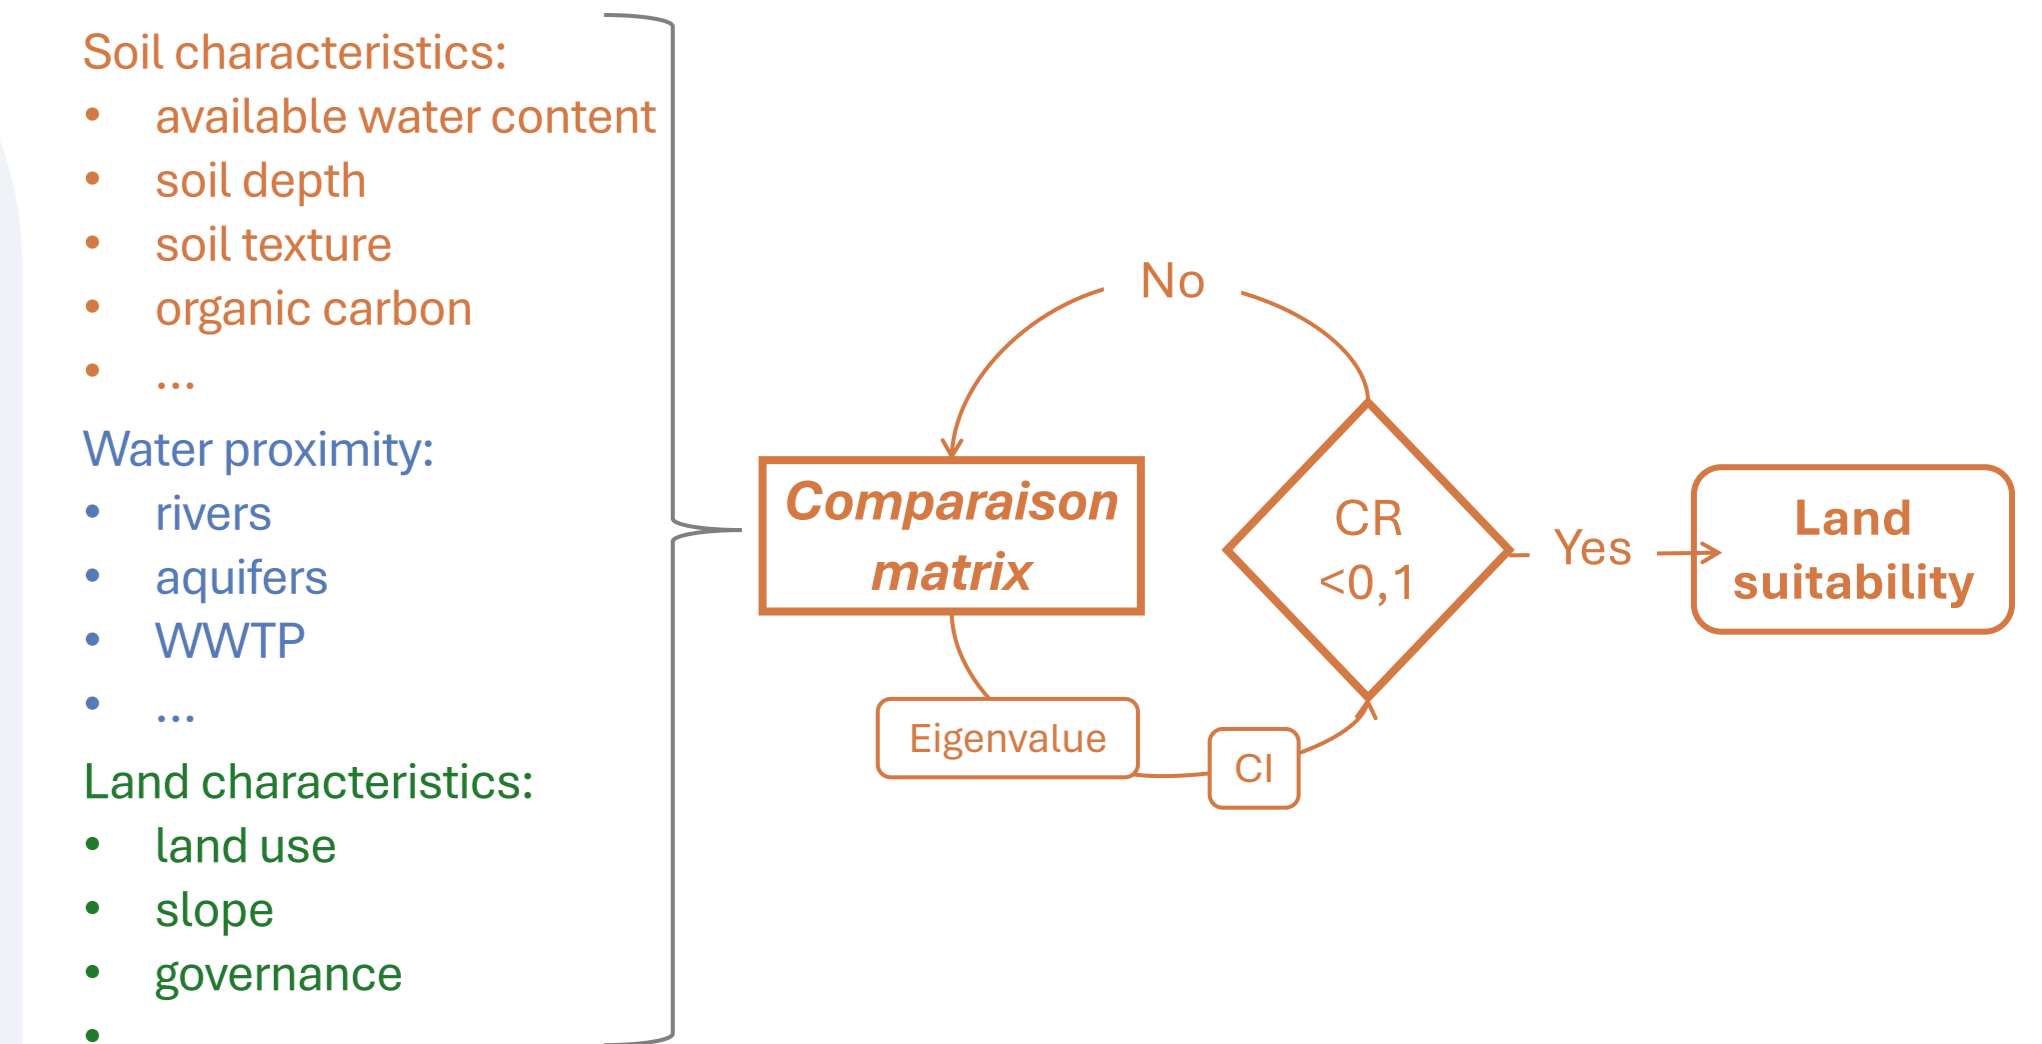 Soil characteristics:
• available water content
• soil depth
• soil texture
• organic carbon
• ...
Water proximity:
• rivers
• aquifers
• WWTP
• ...
Land characteristics:
• land use
• slope
• governance
•
No
Comparaison
matrix
Eigenvalue
CI
CR
<0,1
Yes
Land
suitability